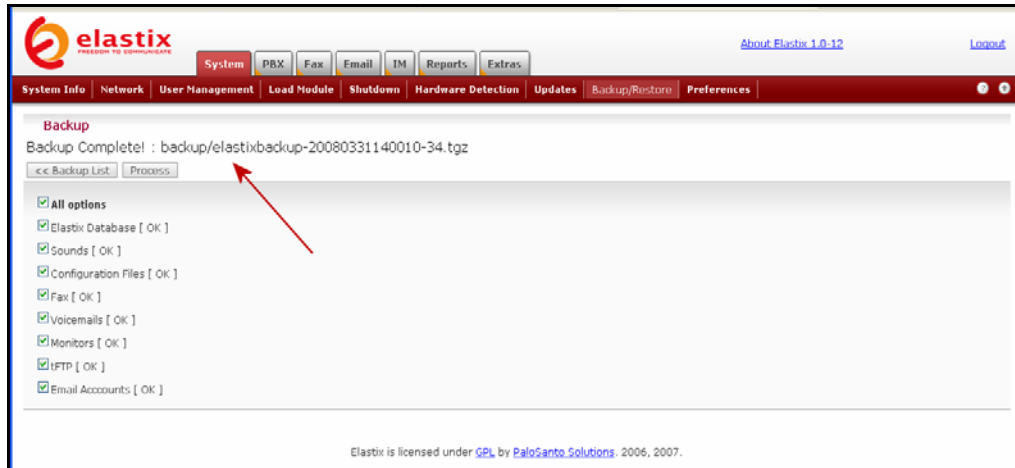 elastix
FREEDOM TO COMMUNICATE
About Elastix 1.0-12
Logout
System PBX Fax Email IM Reports Extras
System Info Network User Management Load Module Shutdown Hardware Detection Updates Backup/Restore Preferences
Backup
Backup Complete! : backup/elastixbackup-20080331140010-34.tgz
<< Backup List Process
All options
Elastix Database [ OK ]
Sounds [ OK ]
Configuration Files [ OK ]
Fax [ OK ]
Voicemails [ OK ]
Monitors [ OK ]
tFTP [ OK ]
Email Acccounts [ OK ]
Elastix is licensed under GPL by PaloSanto Solutions. 2006, 2007.